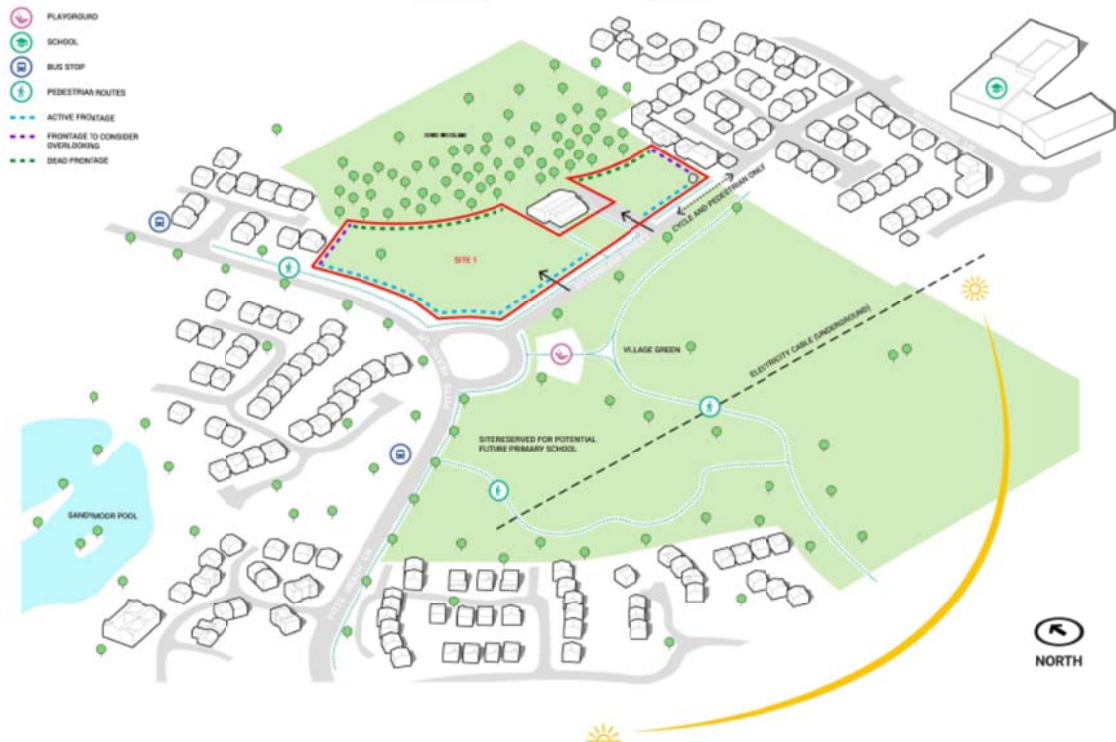 PLAYGROUND
SCHOOL
BUS STOP
PEDESTRIAN ROUTES
ACTIVE FRONTAGE
FRONTAGE TO CONSIDER
OVERLOOKING
DEAD FRONTAGE
CYCLE AND PEDESTRIAN ONLY
SITE 1
ELECTRICITY CABLE (UNDERGROUND)
VILLAGE GREEN
SITERESERVED FOR POTENTIAL
FUTURE PRIMARY SCHOOL
SANDYMOOR POOL
NORTH